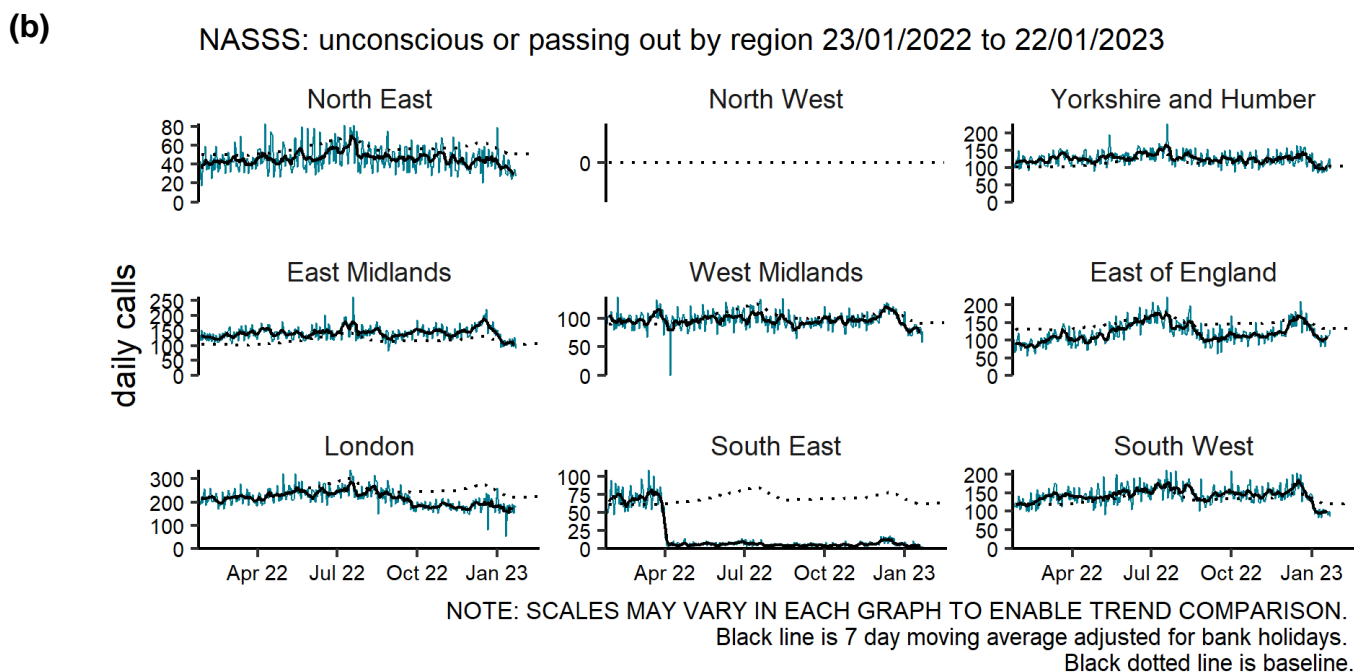 (b)
NASSS: unconscious or passing out by region 23/01/2022 to 22/01/2023
North East
80
60
40
20
0
North West
0
Yorkshire and Humber
200
150
100
50
0
daily calls
East Midlands
250
200
150
100
50
0
West Midlands
100
50
0
East of England
200
150
100
50
0
London
300
200
100
0
Apr 22 Jul 22 Oct 22 Jan 23
South East
100
75
50
25
0
Apr 22 Jul 22 Oct 22 Jan 23
South West
200
150
100
50
0
Apr 22 Jul 22 Oct 22 Jan 23
NOTE: SCALES MAY VARY IN EACH GRAPH TO ENABLE TREND COMPARISON.
Black line is 7 day moving average adjusted for bank holidays.
Black dotted line is baseline.